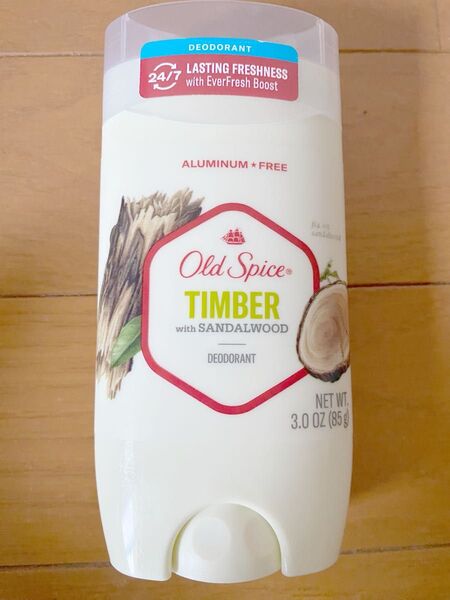 DEODORANT
24/7
LASTING FRESHNESS
with EverFresh Boost
ALUMINUM★FREE
Old Spice®
TIMBER
with SANDALWOOD
DEODORANT
NET WT.
3.0 OZ (85 g)